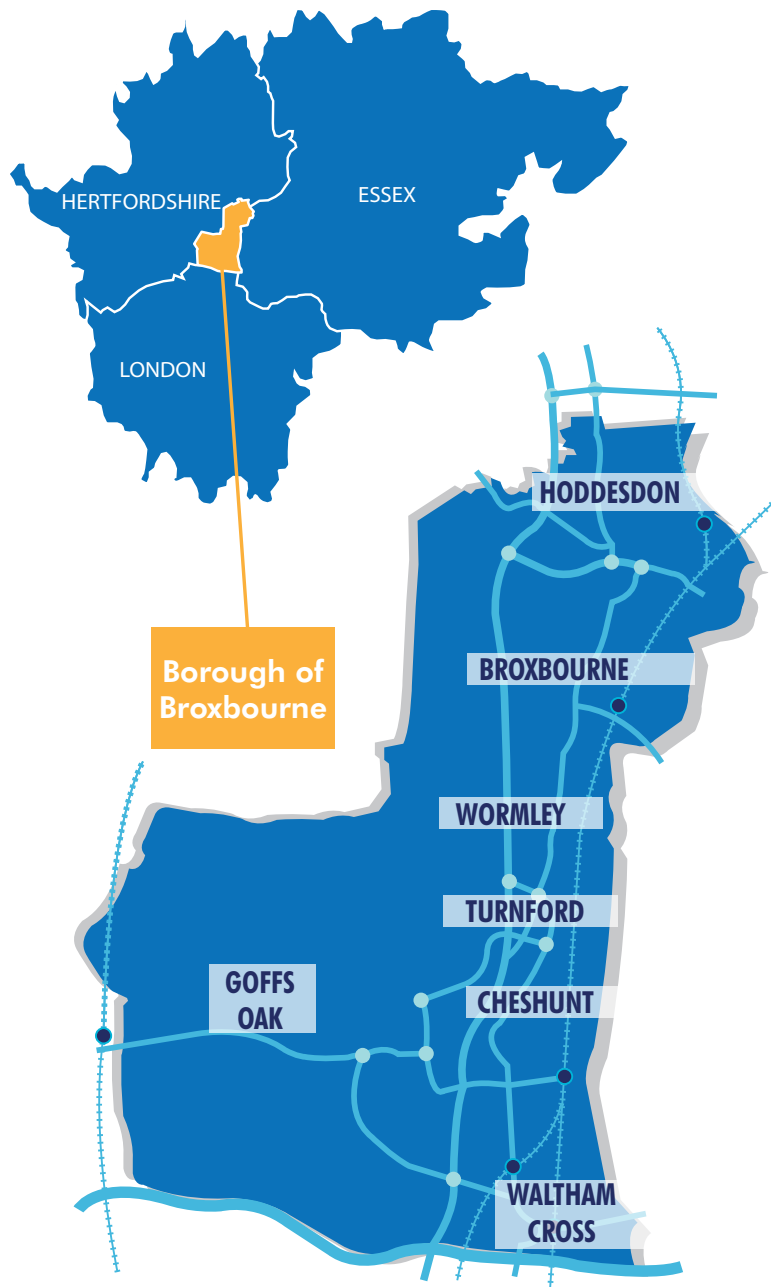 HERTFORDSHIRE
ESSEX
LONDON
Borough of
Broxbourne
HODDESDON
BROXBOURNE
WORMLEY
TURNFORD
GOFFS
OAK
CHESHUNT
WALTHAM
CROSS